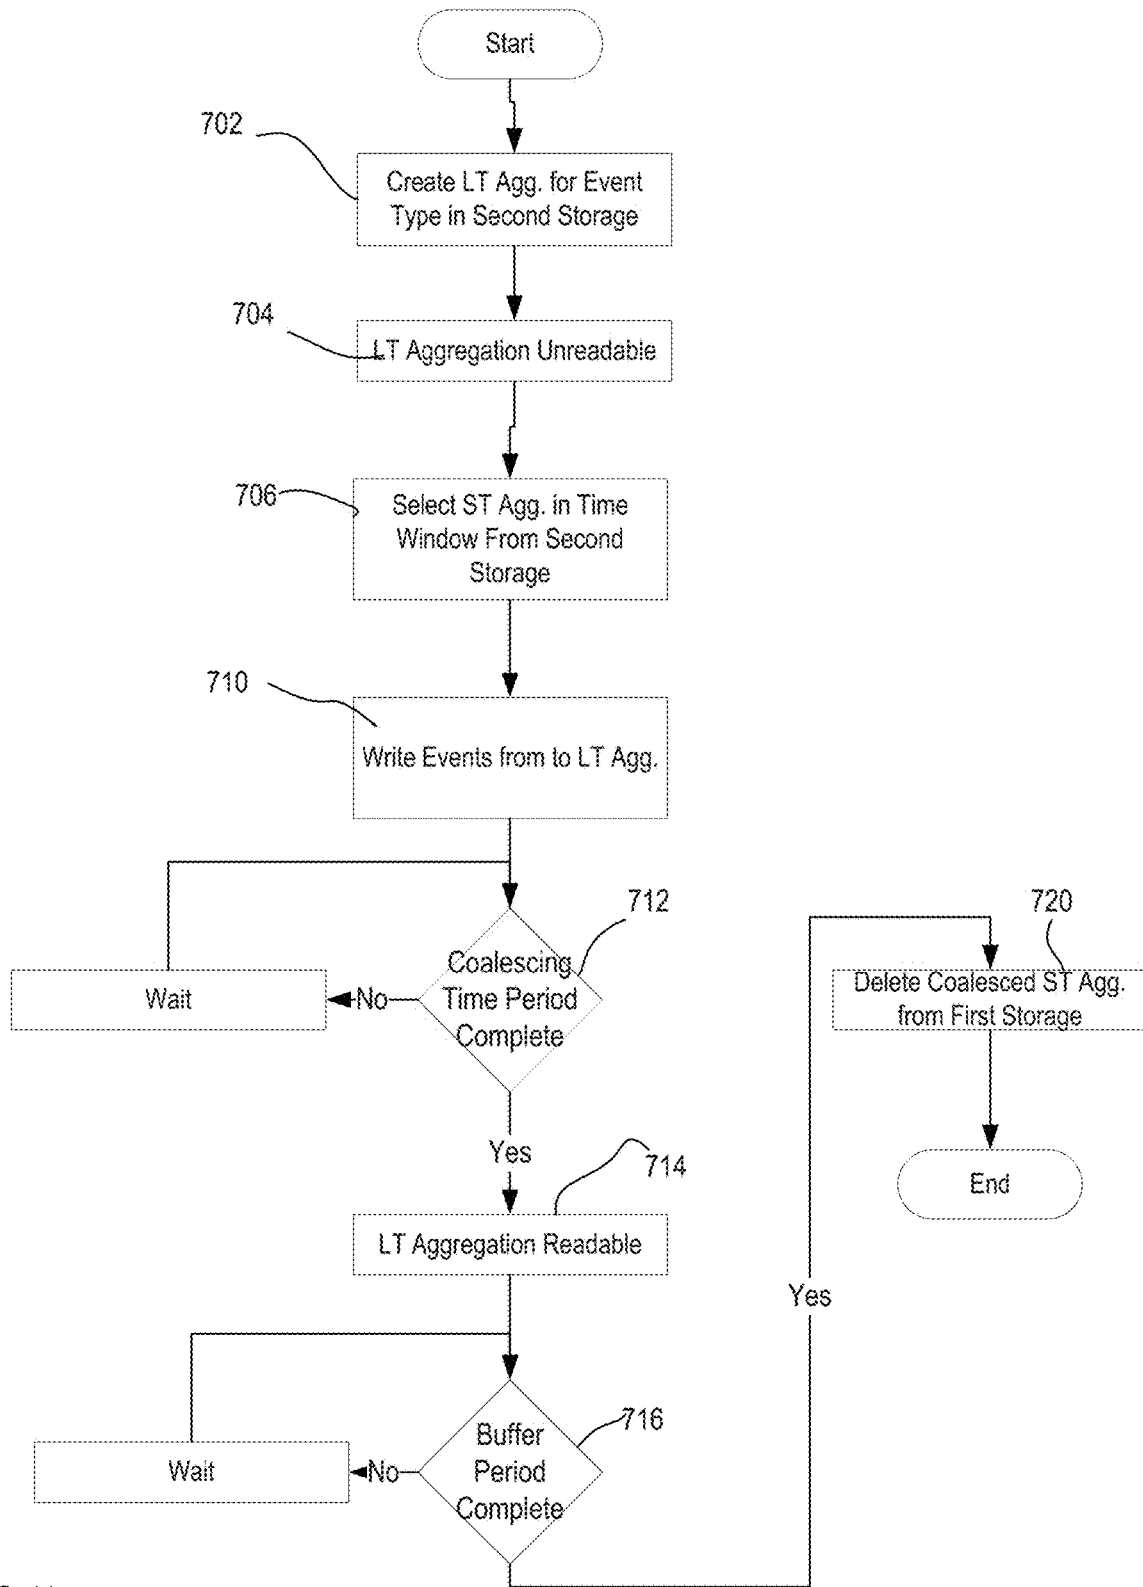 Start
702
Create LT Agg. for Event
Type in Second Storage
704
LT Aggregation Unreadable
706
Select ST Agg. in Time
Window From Second
Storage
710
Write Events from to LT Agg.
712
Coalescing
Time Period
Complete
No
Wait
Yes
714
LT Aggregation Readable
716
Buffer
Period
Complete
No
Wait
Yes
720
Delete Coalesced ST Agg.
from First Storage
End